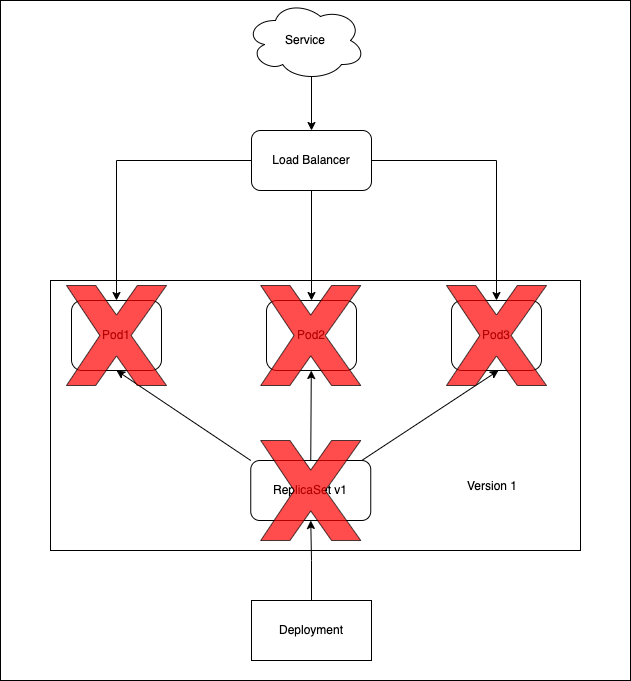 Service
Load Balancer
Pod1
Pod2
Pod3
ReplicaSet v1
Version 1
Deployment